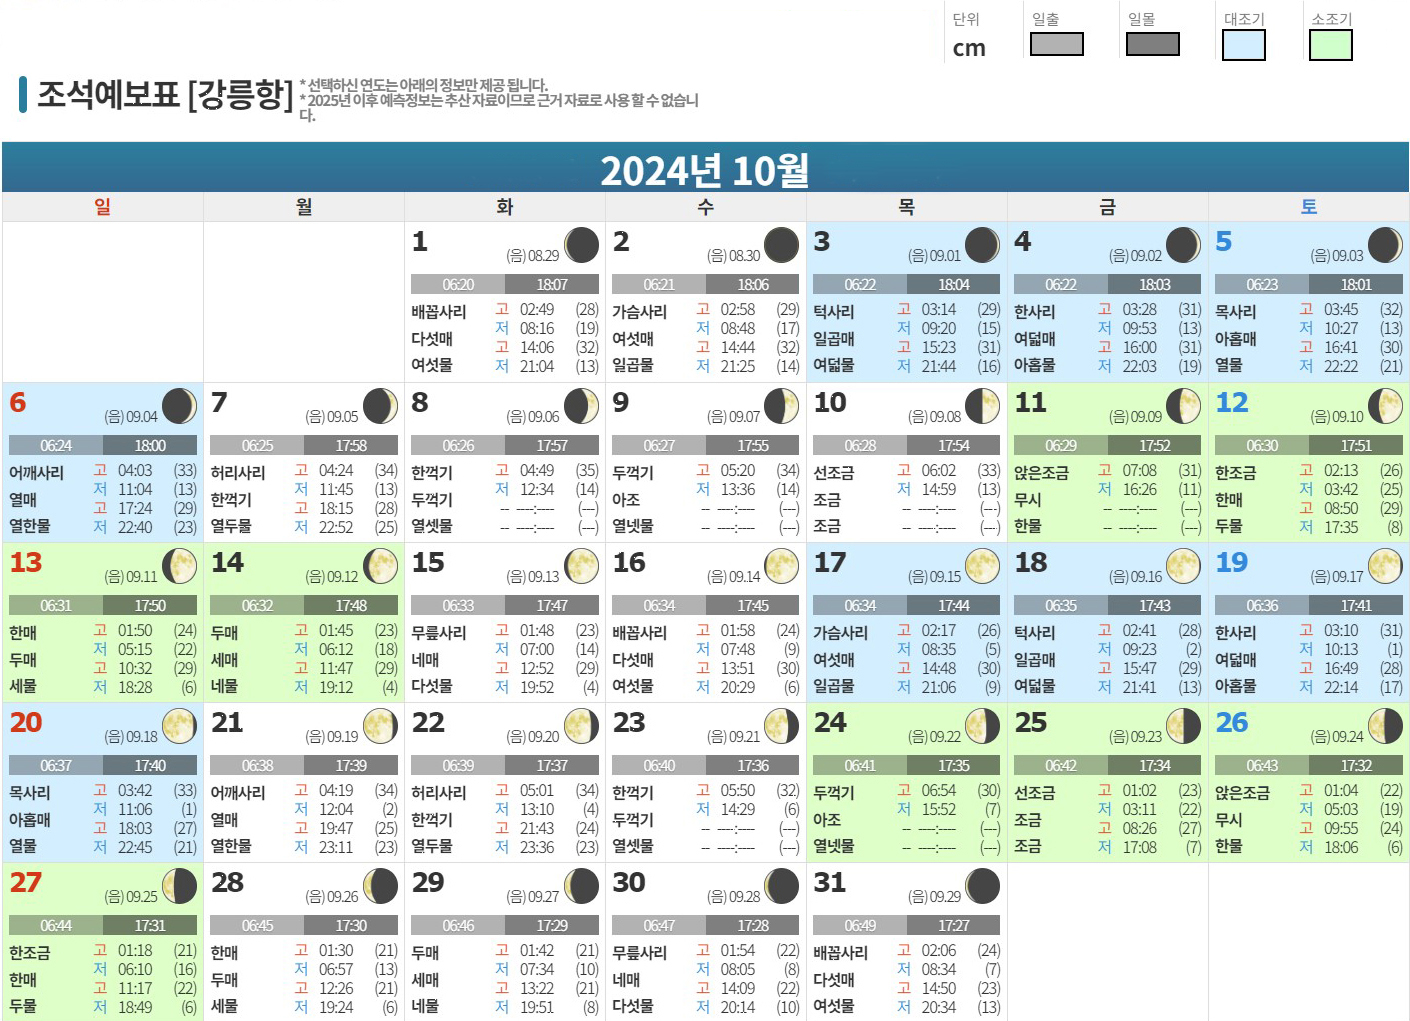 단위 일출 일몰 대조기 소조기
cm
조석예보표 [강릉항]
* 선택하신 연도는 아래의 정보만 제공 됩니다.
* 2025년 이후 예측정보는 추산 자료이므로 근거 자료로 사용 할 수 없습니
다.
2024년 10월
일 월 화 수 목 금 토
1 (음) 08.29
06:20 18:07
배꼽사리 고 02:49 (28)
저 08:16 (19)
다섯매 고 14:06 (32)
여섯물 저 21:04 (13)
2 (음) 08.30
06:21 18:06
가슴사리 고 02:58 (29)
저 08:48 (17)
여섯매 고 14:44 (32)
일곱물 저 21:25 (14)
3 (음) 09.01
06:22 18:04
턱사리 고 03:14 (29)
저 09:20 (15)
일곱매 고 15:23 (31)
여덟물 저 21:44 (16)
4 (음) 09.02
06:22 18:03
한사리 고 03:28 (31)
저 09:53 (13)
여덟매 고 16:00 (31)
아홉물 저 22:03 (19)
5 (음) 09.03
06:23 18:01
목사리 고 03:45 (32)
저 10:27 (13)
아홉매 고 16:41 (30)
열물 저 22:22 (21)
6 (음) 09.04
06:24 18:00
어깨사리 고 04:03 (33)
저 11:04 (13)
열매 고 17:24 (29)
열한물 저 22:40 (23)
7 (음) 09.05
06:25 17:58
허리사리 고 04:24 (34)
저 11:45 (13)
한꺽기 고 18:15 (28)
열두물 저 22:52 (25)
8 (음) 09.06
06:26 17:57
한꺽기 고 04:49 (35)
저 12:34 (14)
두꺽기 -- ----:---- (---)
열셋물 -- ----:---- (---)
9 (음) 09.07
06:27 17:55
두꺽기 고 05:20 (34)
저 13:36 (14)
아조 -- ----:---- (---)
열넷물 -- ----:---- (---)
10 (음) 09.08
06:28 17:54
선조금 고 06:02 (33)
저 14:59 (13)
조금 -- ----:---- (---)
조금 -- ----:---- (---)
11 (음) 09.09
06:29 17:52
앉은조금 고 07:08 (31)
저 16:26 (11)
무시 -- ----:---- (---)
한물 -- ----:---- (---)
12 (음) 09.10
06:30 17:51
한조금 고 02:13 (26)
저 03:42 (25)
한매 고 08:50 (29)
두물 저 17:35 (8)
13 (음) 09.11
06:31 17:50
한매 고 01:50 (24)
저 05:15 (22)
두매 고 10:32 (29)
세물 저 18:28 (6)
14 (음) 09.12
06:32 17:48
두매 고 01:45 (23)
저 06:12 (18)
세매 고 11:47 (29)
네물 저 19:12 (4)
15 (음) 09.13
06:33 17:47
무릎사리 고 01:48 (23)
저 07:00 (14)
네매 고 12:52 (29)
다섯물 저 19:52 (4)
16 (음) 09.14
06:34 17:45
배꼽사리 고 01:58 (24)
저 07:48 (9)
다섯매 고 13:51 (30)
여섯물 저 20:29 (6)
17 (음) 09.15
06:34 17:44
가슴사리 고 02:17 (26)
저 08:35 (5)
여섯매 고 14:48 (30)
일곱물 저 21:06 (9)
18 (음) 09.16
06:35 17:43
턱사리 고 02:41 (28)
저 09:23 (2)
일곱매 고 15:47 (29)
여덟물 저 21:41 (13)
19 (음) 09.17
06:36 17:41
한사리 고 03:10 (31)
저 10:13 (1)
여덟매 고 16:49 (28)
아홉물 저 22:14 (17)
20 (음) 09.18
06:37 17:40
목사리 고 03:42 (33)
저 11:06 (1)
아홉매 고 18:03 (27)
열물 저 22:45 (21)
21 (음) 09.19
06:38 17:39
어깨사리 고 04:19 (34)
저 12:04 (2)
열매 고 19:47 (25)
열한물 저 23:11 (23)
22 (음) 09.20
06:39 17:37
허리사리 고 05:01 (34)
저 13:10 (4)
한꺽기 고 21:43 (24)
열두물 저 23:36 (23)
23 (음) 09.21
06:40 17:36
한꺽기 고 05:50 (32)
저 14:29 (6)
두꺽기 -- ----:---- (---)
열셋물 -- ----:---- (---)
24 (음) 09.22
06:41 17:35
두꺽기 고 06:54 (30)
저 15:52 (7)
아조 -- ----:---- (---)
열넷물 -- ----:---- (---)
25 (음) 09.23
06:42 17:34
선조금 고 01:02 (23)
저 03:11 (22)
조금 고 08:26 (27)
조금 저 17:08 (7)
26 (음) 09.24
06:43 17:32
앉은조금 고 01:04 (22)
저 05:03 (19)
무시 고 09:55 (24)
한물 저 18:06 (6)
27 (음) 09.25
06:44 17:31
한조금 고 01:18 (21)
저 06:10 (16)
한매 고 11:17 (22)
두물 저 18:49 (6)
28 (음) 09.26
06:45 17:30
한매 고 01:30 (21)
저 06:57 (13)
두매 고 12:26 (21)
세물 저 19:24 (6)
29 (음) 09.27
06:46 17:29
두매 고 01:42 (21)
저 07:34 (10)
세매 고 13:22 (21)
네물 저 19:51 (8)
30 (음) 09.28
06:47 17:28
무릎사리 고 01:54 (22)
저 08:05 (8)
네매 고 14:09 (22)
다섯물 저 20:14 (10)
31 (음) 09.29
06:49 17:27
배꼽사리 고 02:06 (24)
저 08:34 (7)
다섯매 고 14:50 (23)
여섯물 저 20:34 (13)